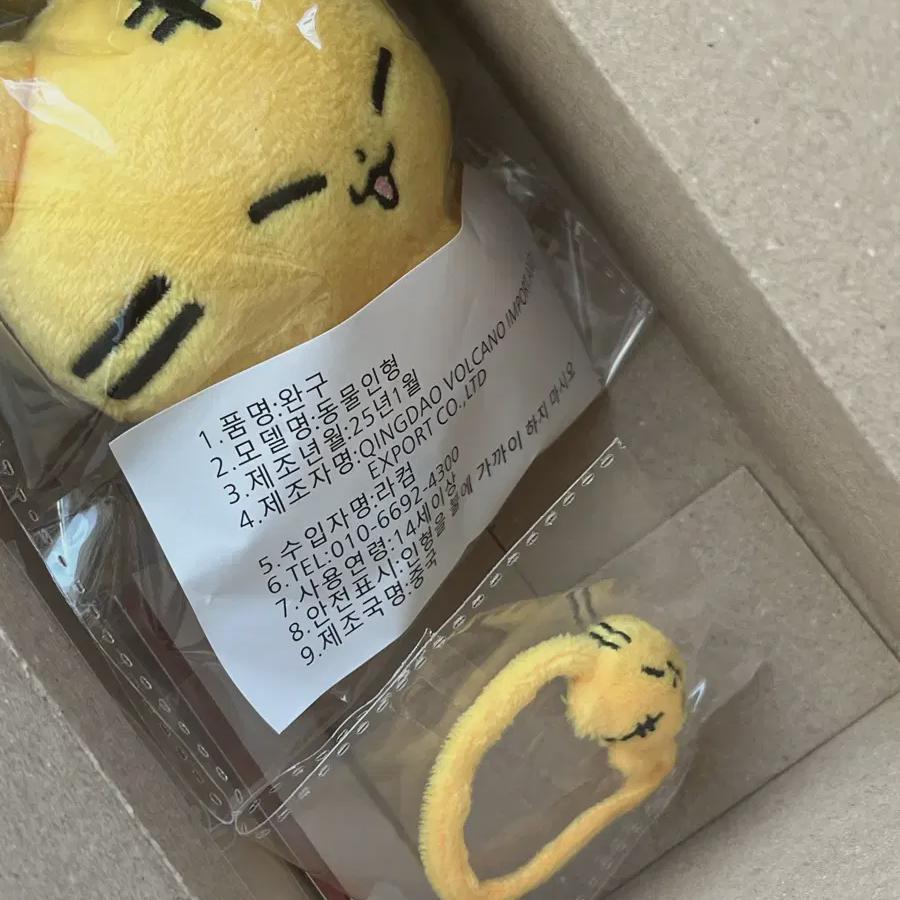 1.품명:완구
2.모델명:동물인형
3.제조년월:25년1월
4.제조자명:QINGDAO VOLCANO IMPORT AND
EXPORT CO.,LTD
5.수입자명:라컴
6.TEL:010-6692-4300
7.사용연령:14세이상
8.안전표시:인형을 불에 가까이 하지 마시오
9.제조국명:중국